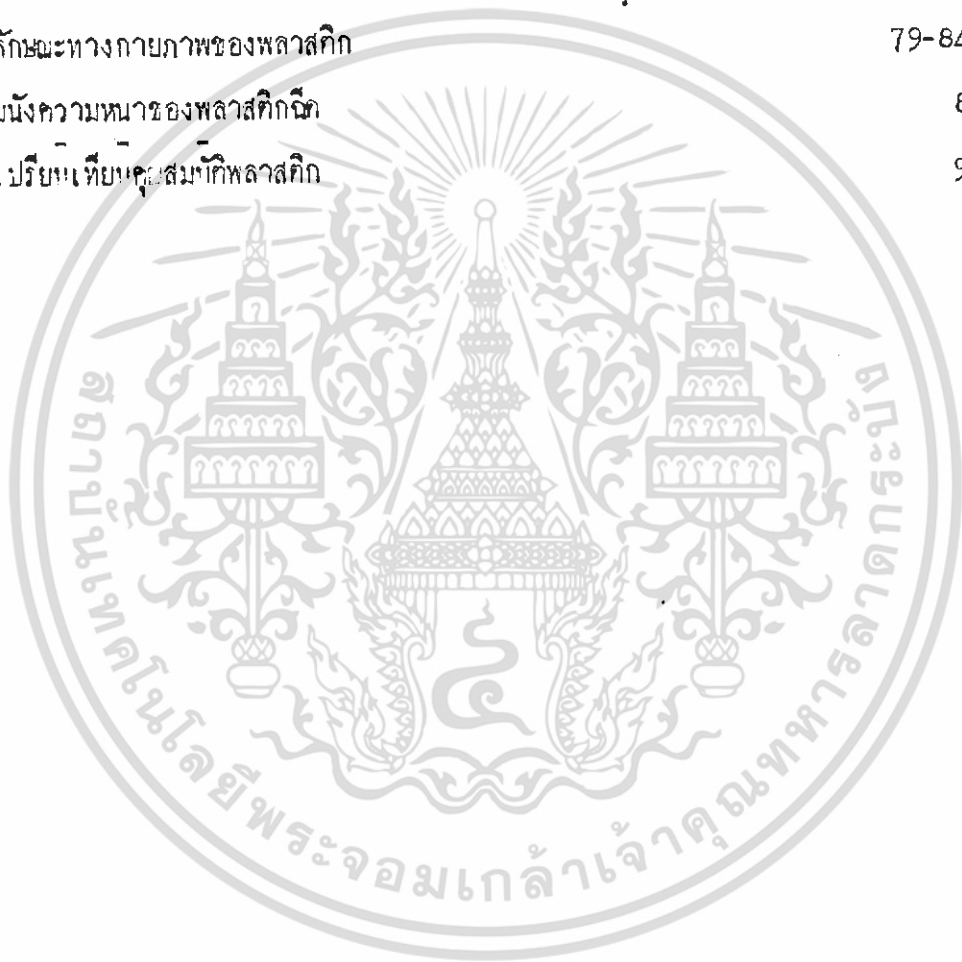 ลักษณะทางกายภาพของพลาสติก 79-84
ผนังความหนาของพลาสติกฉีด 8
เปรียบเทียบคุณสมบัติพลาสติก 9
สถาบันเทคโนโลยีพระจอมเกล้าเจ้าคุณทหารลาดกระบัง